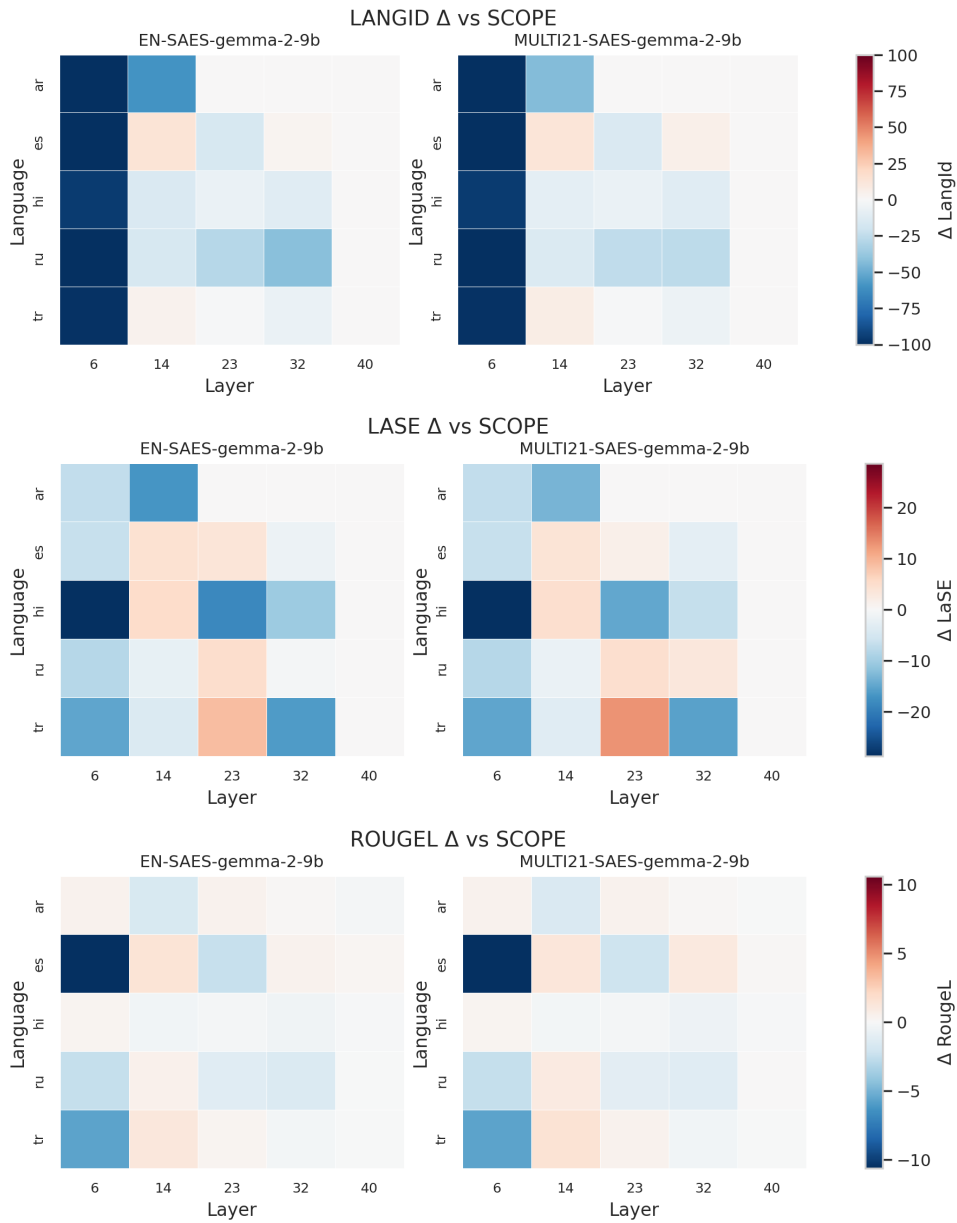 LANGID Δ vs SCOPE
EN-SAES-gemma-2-9b
MULTI21-SAES-gemma-2-9b
Language
ar
es
hi
ru
tr
6 14 23 32 40
Layer
Language
ar
es
hi
ru
tr
6 14 23 32 40
Layer
100
75
50
25
0
−25
−50
−75
−100
Δ LangId
LASE Δ vs SCOPE
EN-SAES-gemma-2-9b
MULTI21-SAES-gemma-2-9b
Language
ar
es
hi
ru
tr
6 14 23 32 40
Layer
Language
ar
es
hi
ru
tr
6 14 23 32 40
Layer
20
10
0
−10
−20
Δ LaSE
ROUGEL Δ vs SCOPE
EN-SAES-gemma-2-9b
MULTI21-SAES-gemma-2-9b
Language
ar
es
hi
ru
tr
6 14 23 32 40
Layer
Language
ar
es
hi
ru
tr
6 14 23 32 40
Layer
10
5
0
−5
−10
Δ RougeL